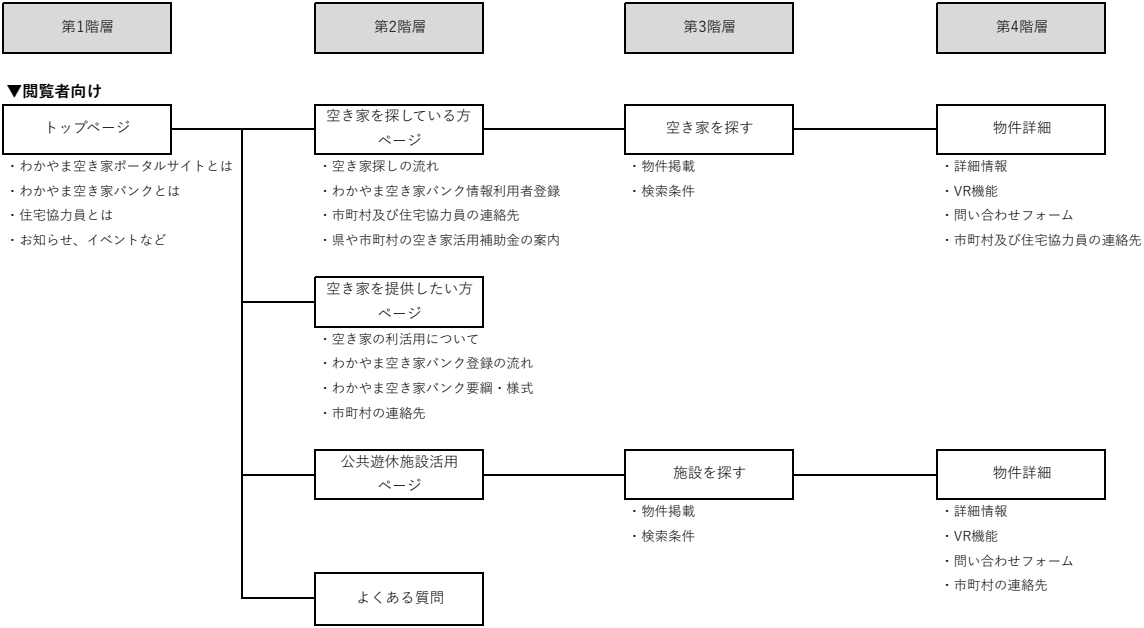 第1階層
第2階層
第3階層
第4階層
▼閲覧者向け
トップページ
・わかやま空き家ポータルサイトとは
・わかやま空き家バンクとは
・住宅協力員とは
・お知らせ、イベントなど
空き家を探している方
ページ
・空き家探しの流れ
・わかやま空き家バンク情報利用者登録
・市町村及び住宅協力員の連絡先
・県や市町村の空き家活用補助金の案内
空き家を探す
・物件掲載
・検索条件
物件詳細
・詳細情報
・VR機能
・問い合わせフォーム
・市町村及び住宅協力員の連絡先
空き家を提供したい方
ページ
・空き家の利活用について
・わかやま空き家バンク登録の流れ
・わかやま空き家バンク要綱・様式
・市町村の連絡先
公共遊休施設活用
ページ
施設を探す
・物件掲載
・検索条件
物件詳細
・詳細情報
・VR機能
・問い合わせフォーム
・市町村の連絡先
よくある質問